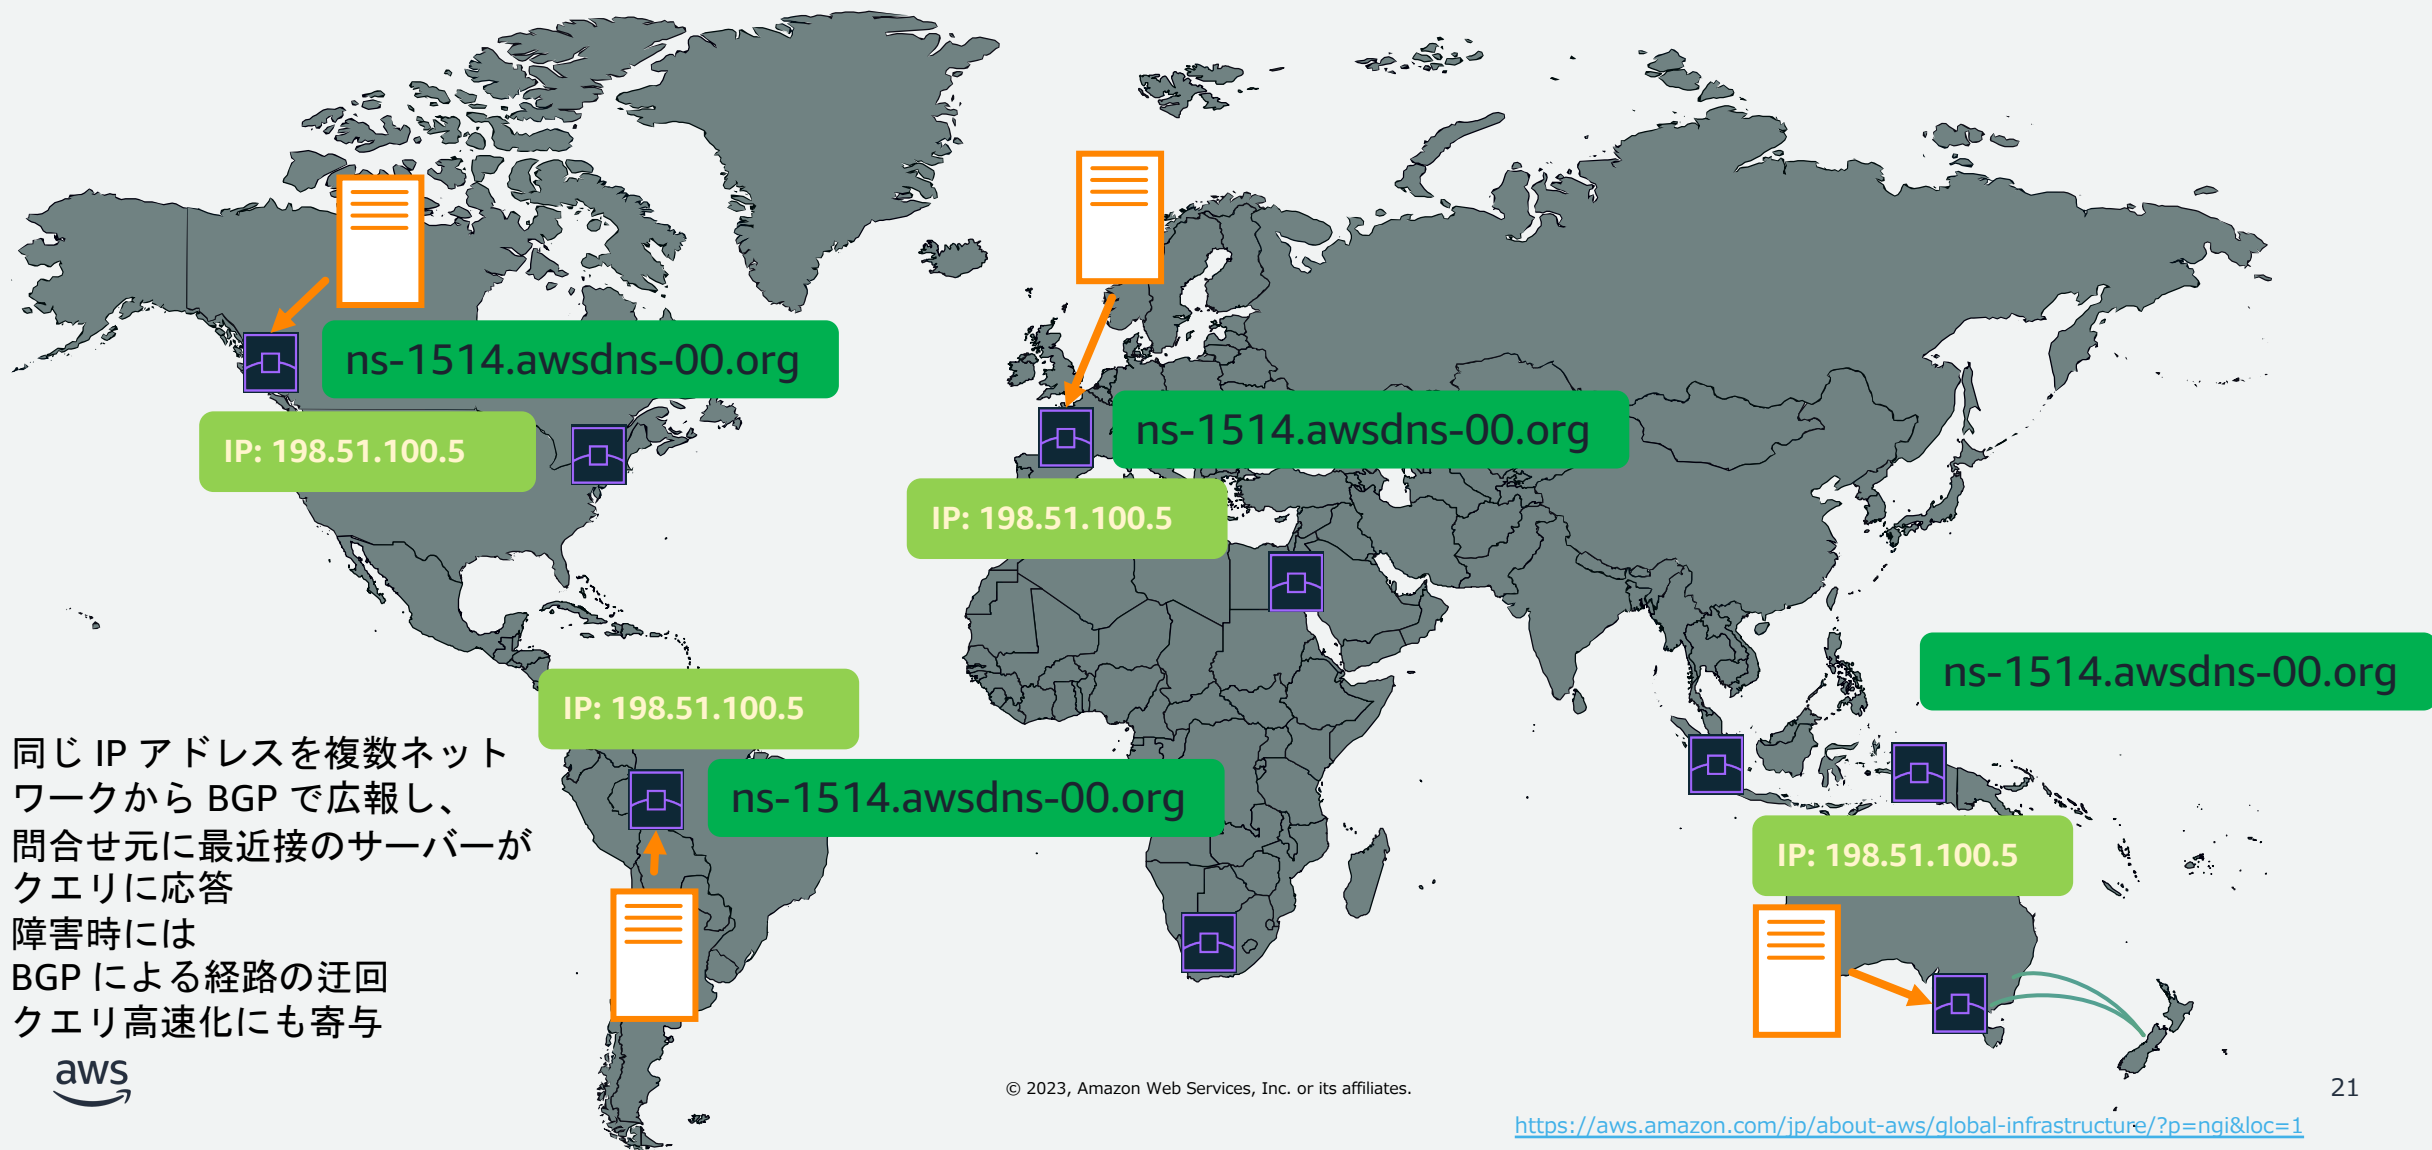 ns-1514.awsdns-00.org
IP: 198.51.100.5
ns-1514.awsdns-00.org
IP: 198.51.100.5
IP: 198.51.100.5
ns-1514.awsdns-00.org
ns-1514.awsdns-00.org
IP: 198.51.100.5
同じ IP アドレスを複数ネット
ワークから BGP で広報し、
問合せ元に最近接のサーバーが
クエリに応答
障害時には
BGP による経路の迂回
クエリ高速化にも寄与
aws
© 2023, Amazon Web Services, Inc. or its affiliates.
21
https://aws.amazon.com/jp/about-aws/global-infrastructure/?p=ngi&loc=1